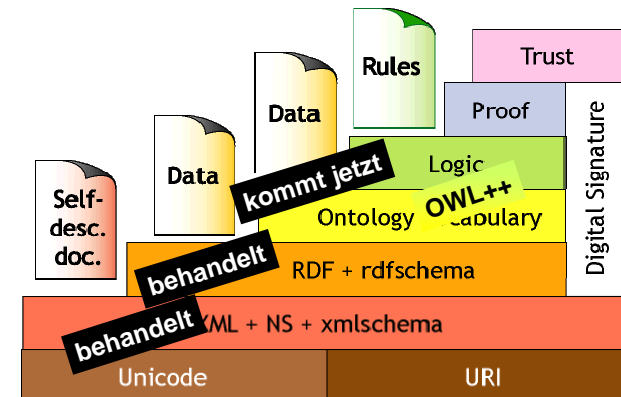 Rules
Trust
Data
Proof
Data
kommt jetzt
Logic
Digital Signature
Self-
desc.
doc.
OWL++
Ontology
behandelt
RDF + rdfschema
behandelt
XML + NS + xmlschema
Unicode
URI